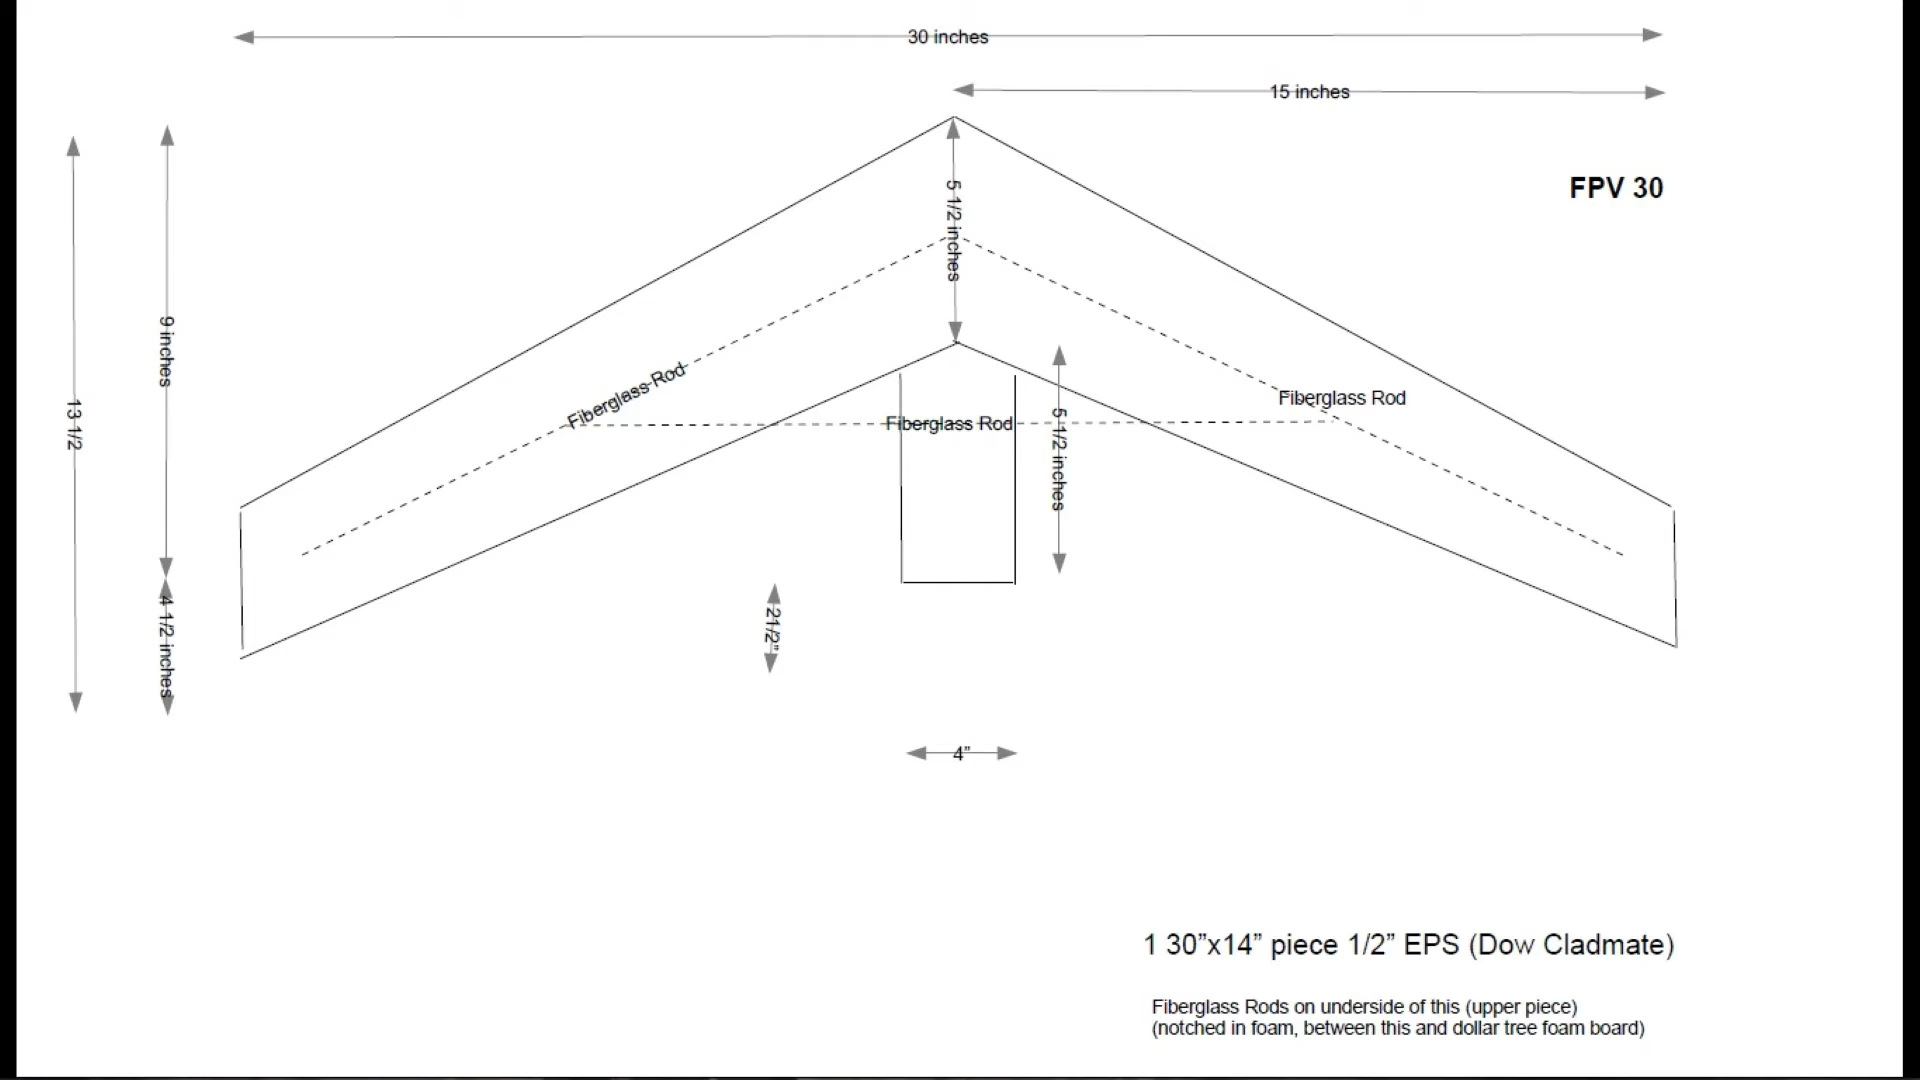 30 inches
15 inches
FPV 30
5 1/2 inches
9 inches
13 1/2
Fiberglass Rod
Fiberglass Rod
Fiberglass Rod
5 1/2 inches
4 1/2 inches
21/2”
4”
1 30”x14” piece 1/2” EPS (Dow Cladmate)
Fiberglass Rods on underside of this (upper piece)
(notched in foam, between this and dollar tree foam board)